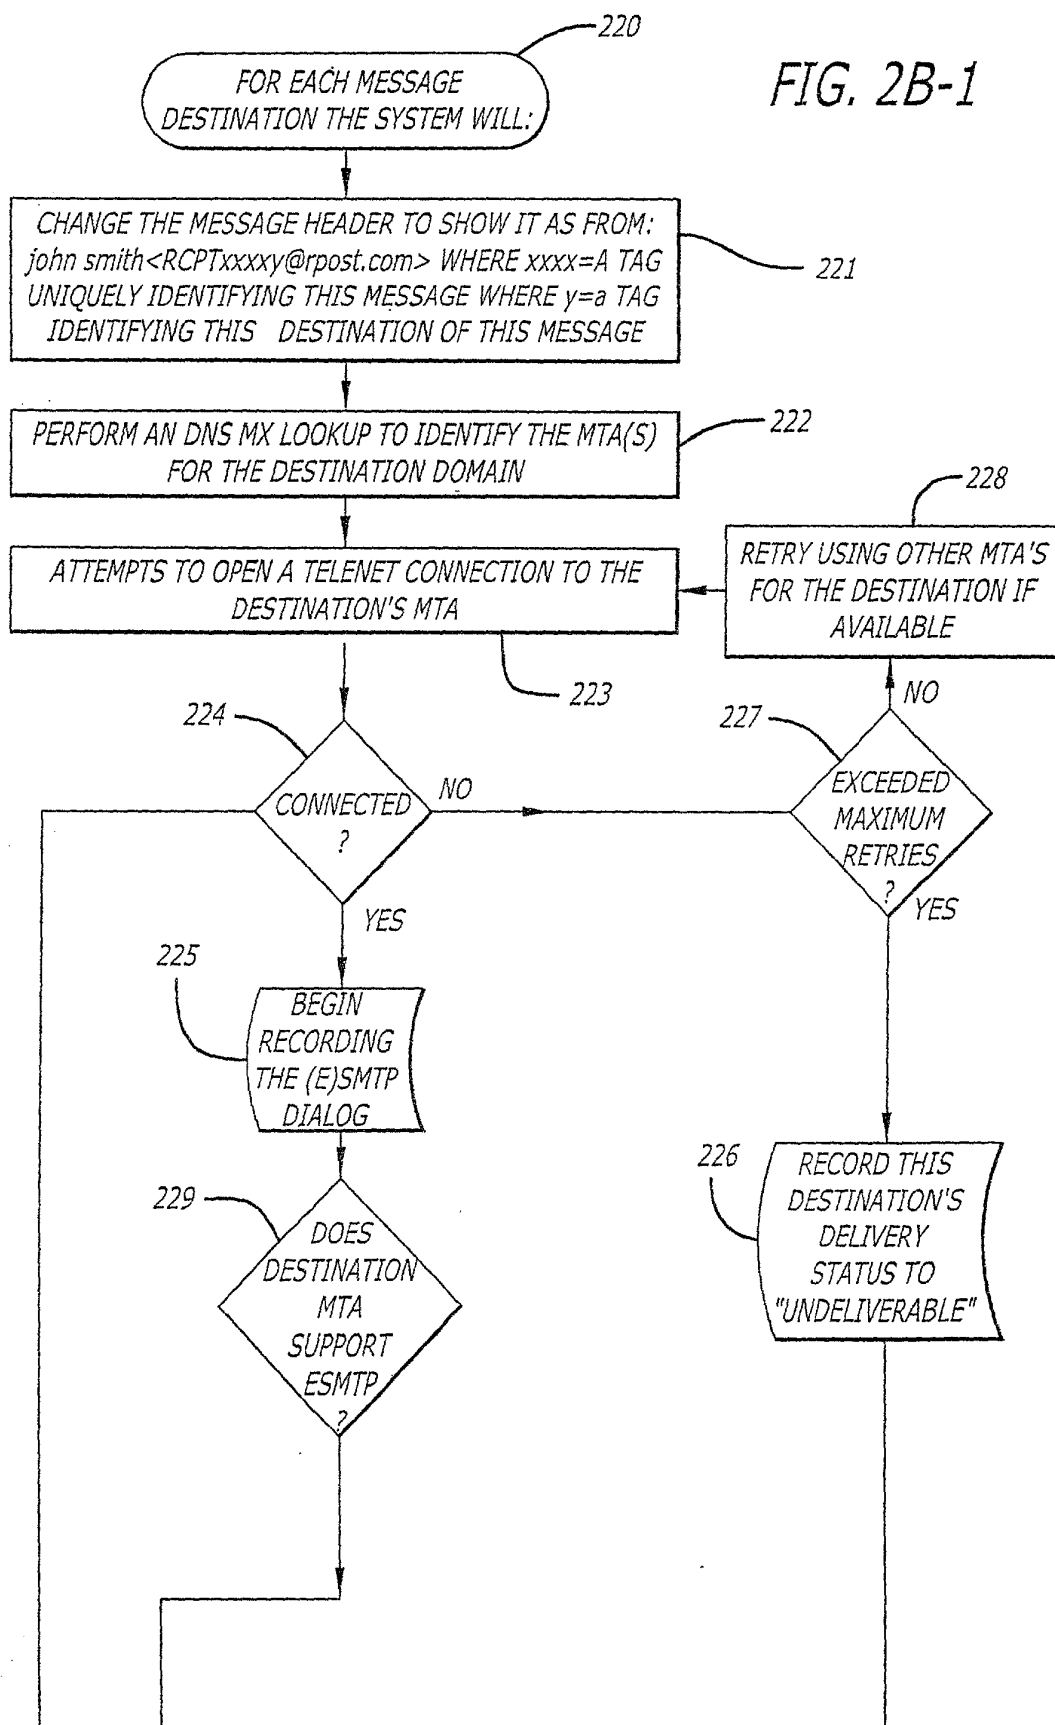 220
FOR EACH MESSAGE
DESTINATION THE SYSTEM WILL:
FIG. 2B-1
CHANGE THE MESSAGE HEADER TO SHOW IT AS FROM:
john smith<RCPTxxxxy@rpost.com> WHERE xxxx=A TAG
UNIQUELY IDENTIFYING THIS MESSAGE WHERE y=a TAG
IDENTIFYING THIS DESTINATION OF THIS MESSAGE
221
PERFORM AN DNS MX LOOKUP TO IDENTIFY THE MTA(S)
FOR THE DESTINATION DOMAIN
222
228
ATTEMPTS TO OPEN A TELENET CONNECTION TO THE
DESTINATION'S MTA
223
RETRY USING OTHER MTA'S
FOR THE DESTINATION IF
AVAILABLE
NO
224
CONNECTED
?
NO
YES
227
EXCEEDED
MAXIMUM
RETRIES
?
YES
225
BEGIN
RECORDING
THE (E)SMTP
DIALOG
226
RECORD THIS
DESTINATION'S
DELIVERY
STATUS TO
"UNDELIVERABLE"
229
DOES
DESTINATION
MTA
SUPPORT
ESMTP
?